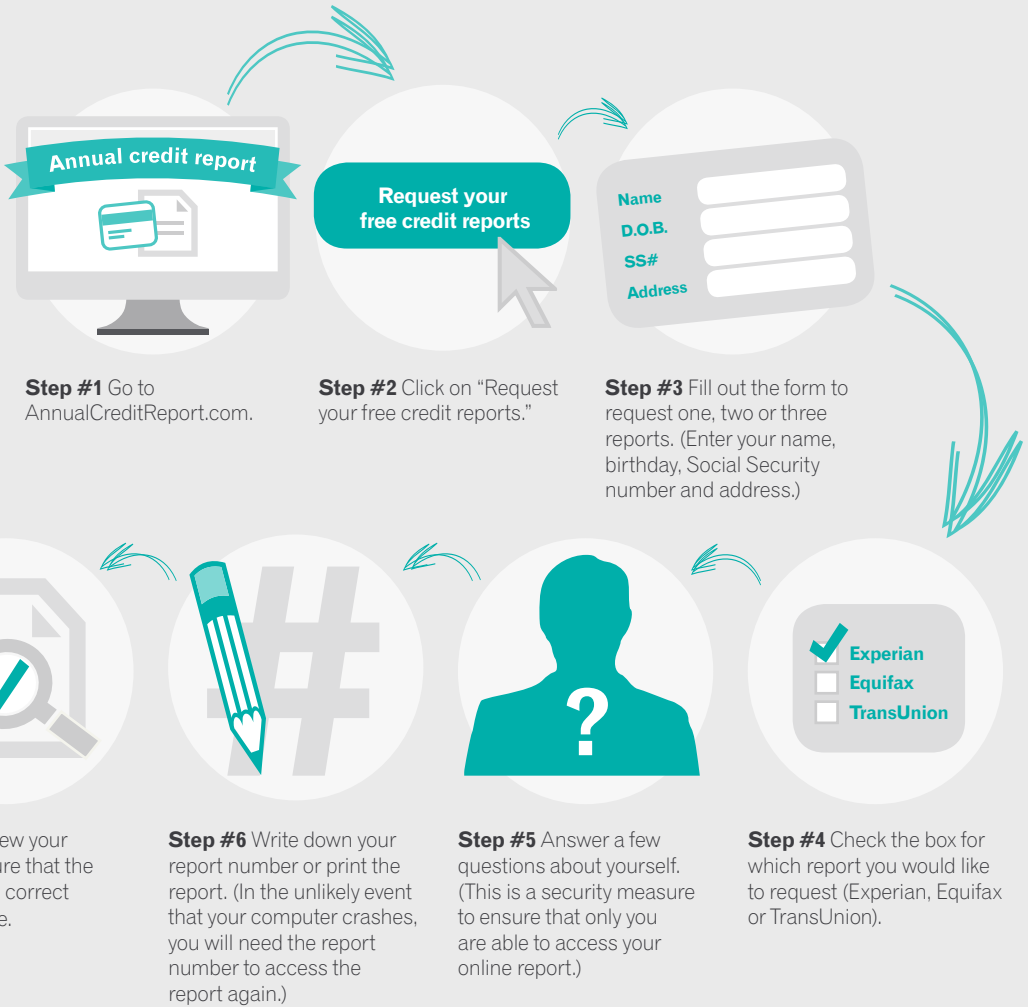 Annual credit report
Request your
free credit reports
Name
D.O.B.
SS#
Address
Step #1 Go to
AnnualCreditReport.com.
Step #2 Click on “Request
your free credit reports.”
Step #3 Fill out the form to
request one, two or three
reports. (Enter your name,
birthday, Social Security
number and address.)
Experian
Equifax
TransUnion
#
?
Step #4 Check the box for
which report you would like
to request (Experian, Equifax
or TransUnion).
Step #5 Answer a few
questions about yourself.
(This is a security measure
to ensure that only you
are able to access your
online report.)
Step #6 Write down your
report number or print the
report. (In the unlikely event
that your computer crashes,
you will need the report
number to access the
report again.)
your
that the
correct